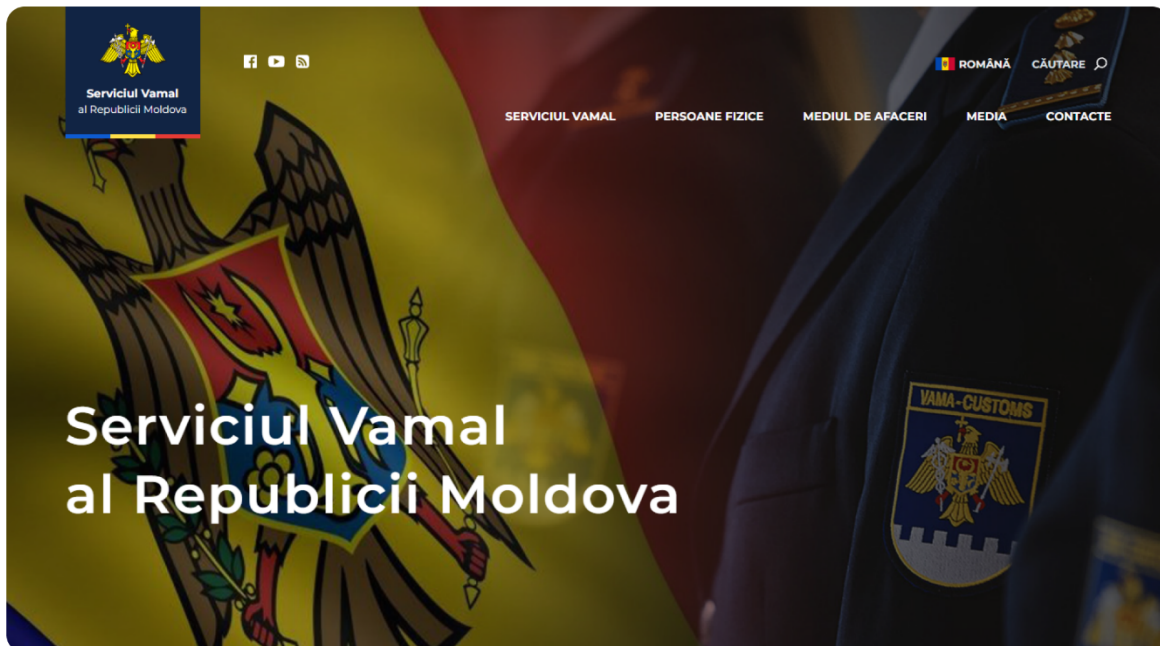 Serviciul Vamal
al Republicii Moldova
ROMÂNĂ
CĂUTARE
SERVICIUL VAMAL
PERSOANE FIZICE
MEDIUL DE AFACERI
MEDIA
CONTACTE
VAMA-CUSTOMS
Serviciul Vamal
al Republicii Moldova